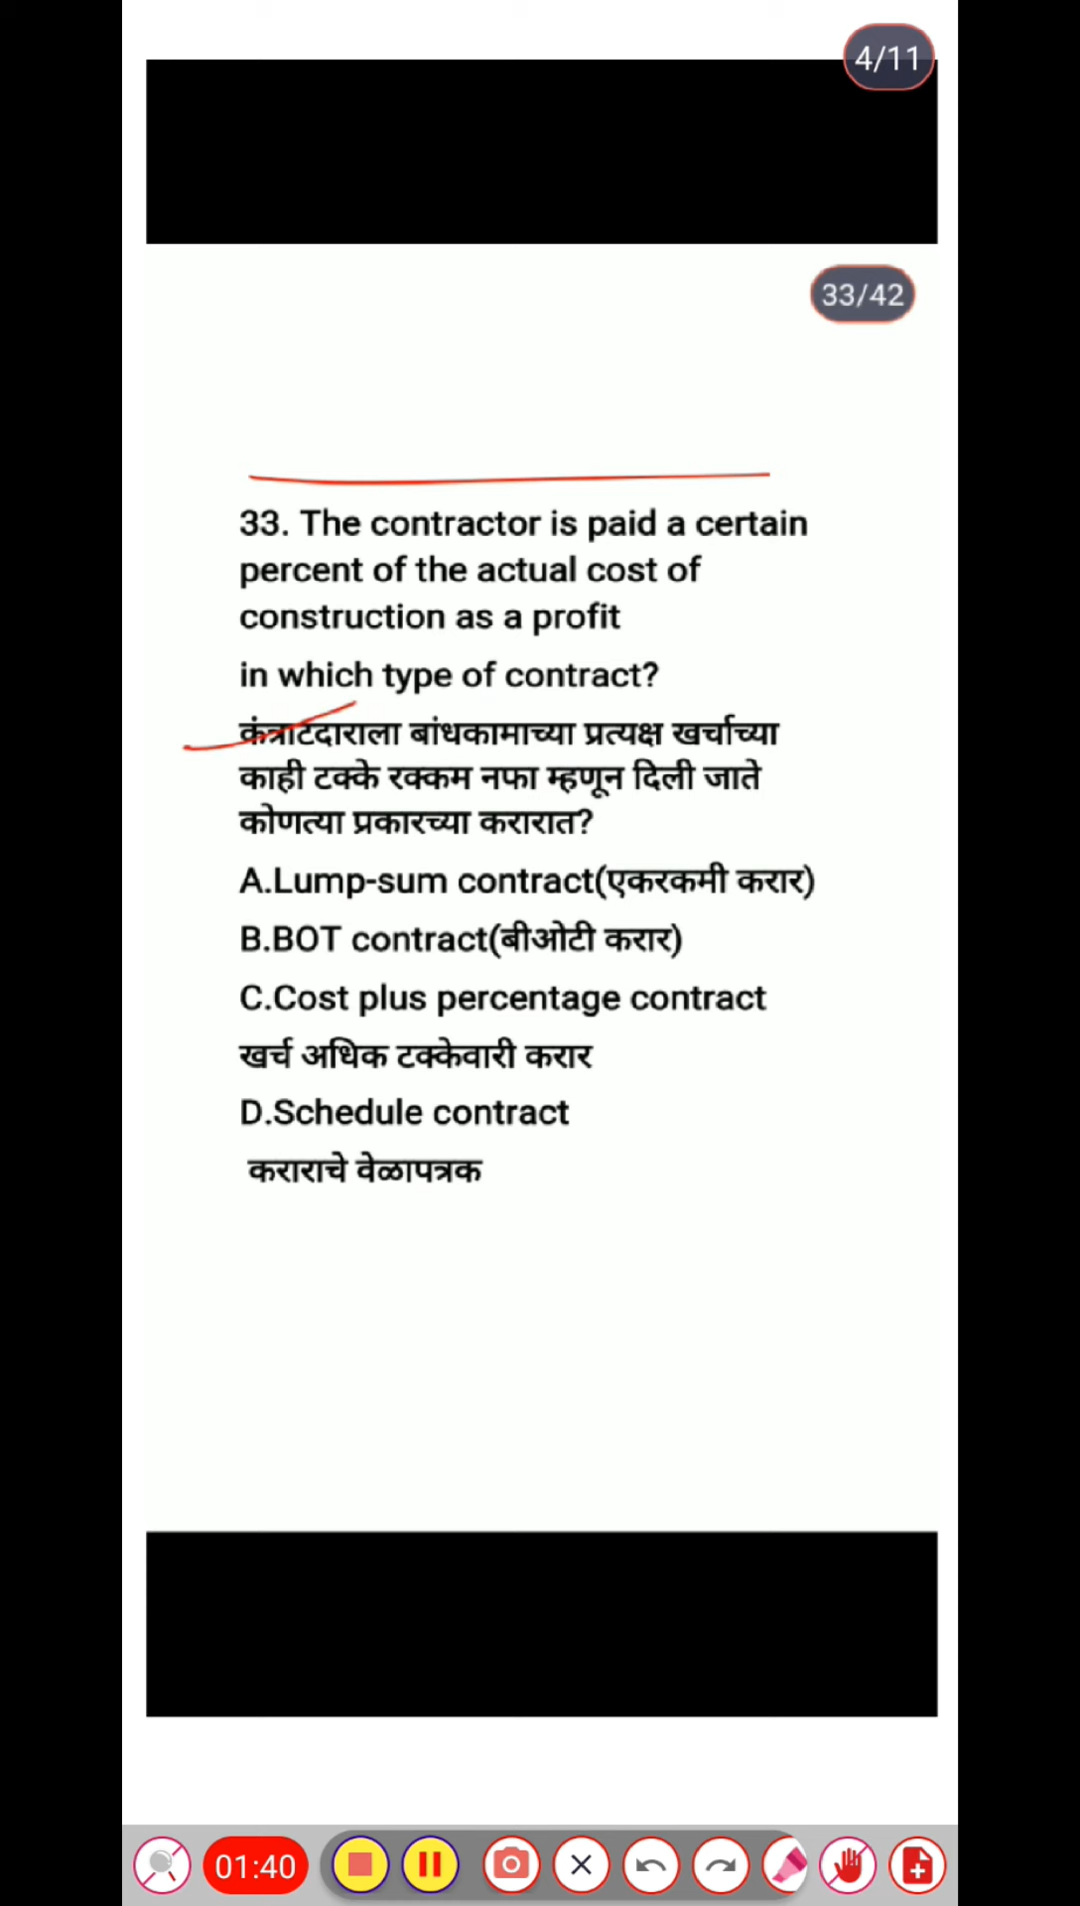 4/11
33/42
33. The contractor is paid a certain
percent of the actual cost of
construction as a profit
in which type of contract?
कंत्राटदाराला बांधकामाच्या प्रत्यक्ष खर्चाच्या
काही टक्के रक्कम नफा म्हणून दिली जाते
कोणत्या प्रकारच्या करारात?
A.Lump-sum contract(एकरकमी करार)
B.BOT contract(बीओटी करार)
C.Cost plus percentage contract
खर्च अधिक टक्केवारी करार
D.Schedule contract
कराराचे वेळापत्रक
01:40